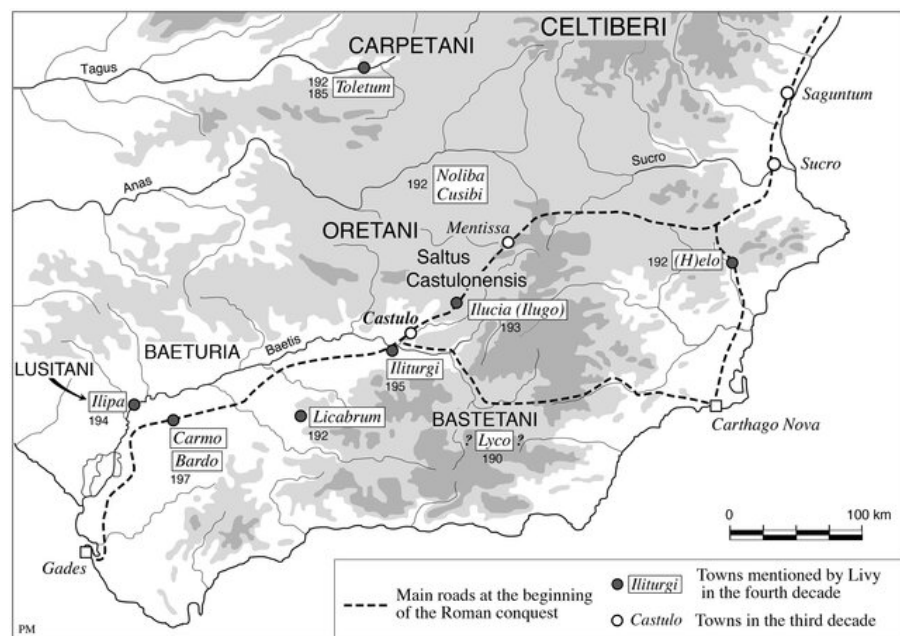 CELTIBERI
CARPETANI
Tagus
192
185
Toletum
Saguntum
Sucro
Sucro
Anas
192
Noliba
Cusibi
ORETANI
Mentissa
Saltus
Castulonensis
192
(H)elo
Castulo
Ilucia (Ilugo)
193
BAETURIA
Baetis
Iliturgi
195
LUSITANI
Ilipa
194
Licabrum
192
BASTETANI
? Lyco ?
190
Carthago Nova
Carmo
Bardo
197
Gades
0
100 km
Main roads at the beginning
of the Roman conquest
Iliturgi
Towns mentioned by Livy
in the fourth decade
Castulo
Towns in the third decade
PM